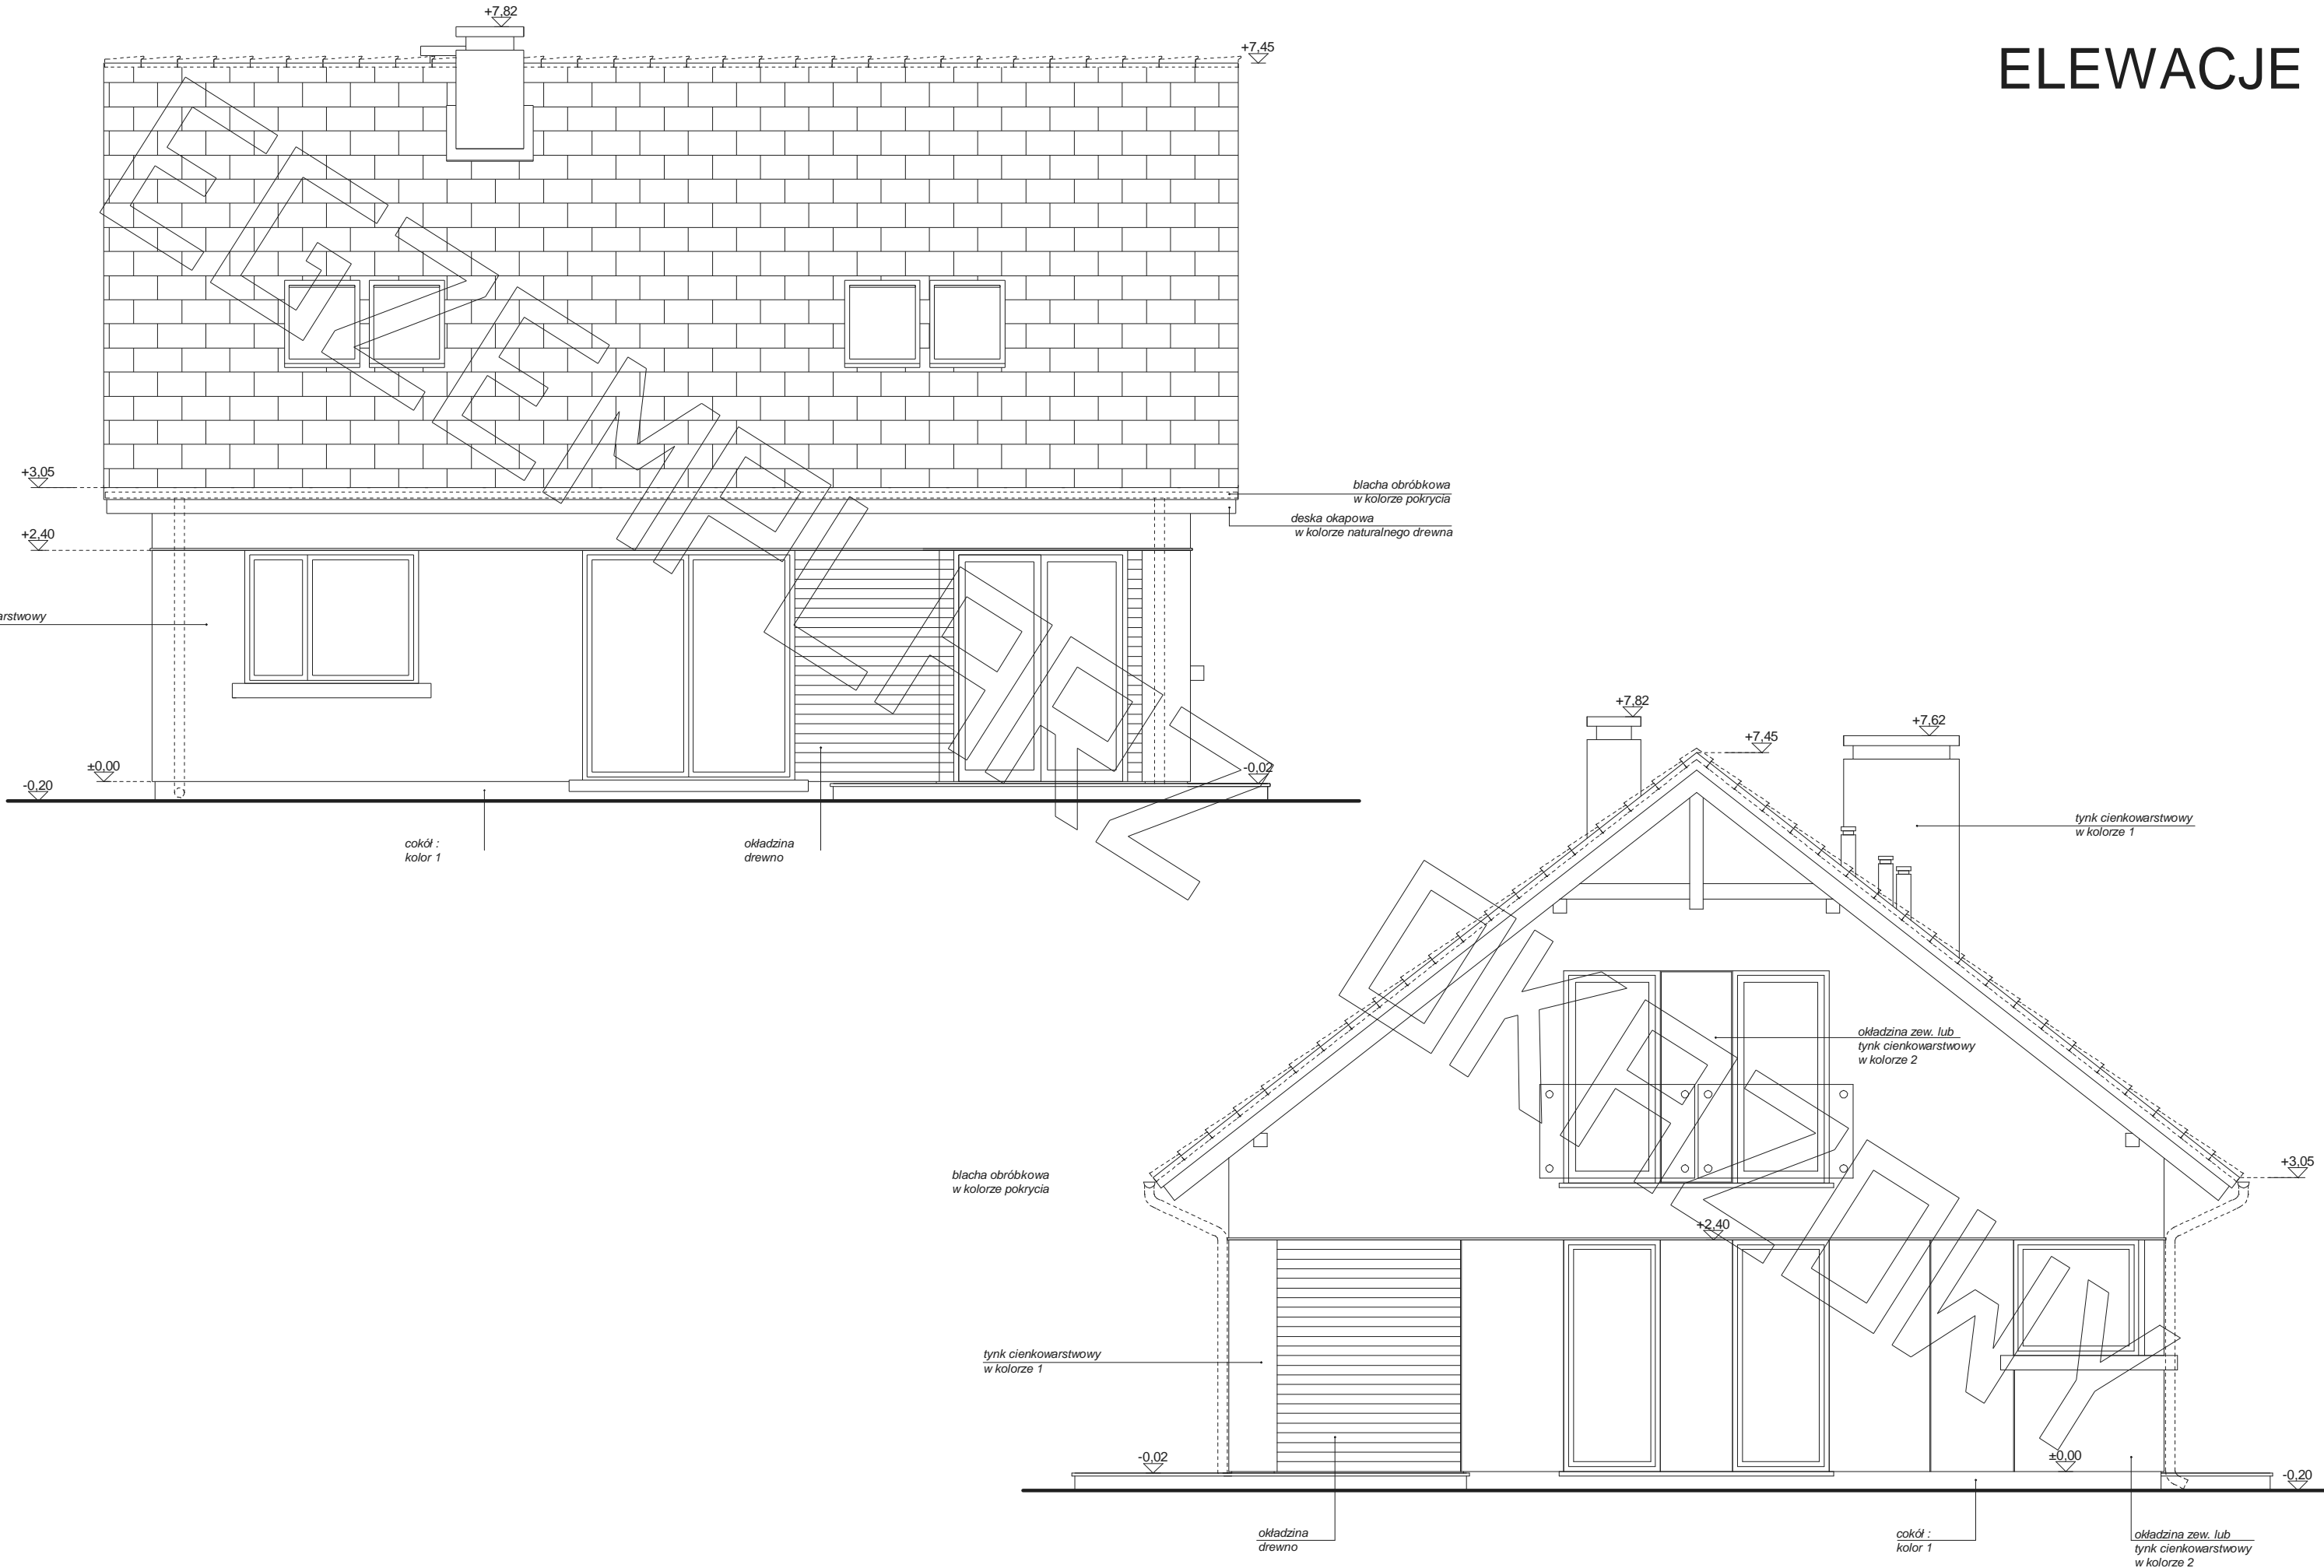 ELEWACJE
+7,82
+7,45
+3,05
+2,40
±0,00
-0,20
-0,02
blacha obróbkowa
w kolorze pokrycia
deska okapowa
w kolorze naturalnego drewna
cokół :
kolor 1
okładzina
drewno
EGZEMPLARZ
OKAZOWY
+7,82
+7,45
+7,62
tynk cienkowarstwowy
w kolorze 1
okładzina zew. lub
tynk cienkowarstwowy
w kolorze 2
blacha obróbkowa
w kolorze pokrycia
+3,05
+2,40
tynk cienkowarstwowy
w kolorze 1
-0,02
±0,00
-0,20
okładzina
drewno
cokół :
kolor 1
okładzina zew. lub
tynk cienkowarstwowy
w kolorze 2